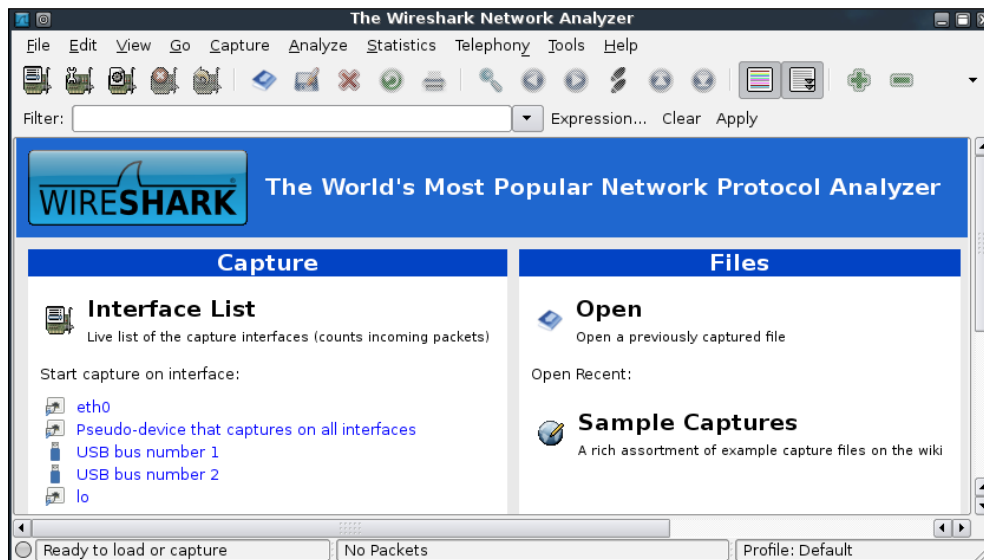 The Wireshark Network Analyzer
File Edit View Go Capture Analyze Statistics Telephony Tools Help
Filter: Expression... Clear Apply
WIRESHARK® The World's Most Popular Network Protocol Analyzer
Capture
Interface List
Live list of the capture interfaces (counts incoming packets)
Start capture on interface:
eth0
Pseudo-device that captures on all interfaces
USB bus number 1
USB bus number 2
lo
Files
Open
Open a previously captured file
Open Recent:
Sample Captures
A rich assortment of example capture files on the wiki
Ready to load or capture No Packets Profile: Default